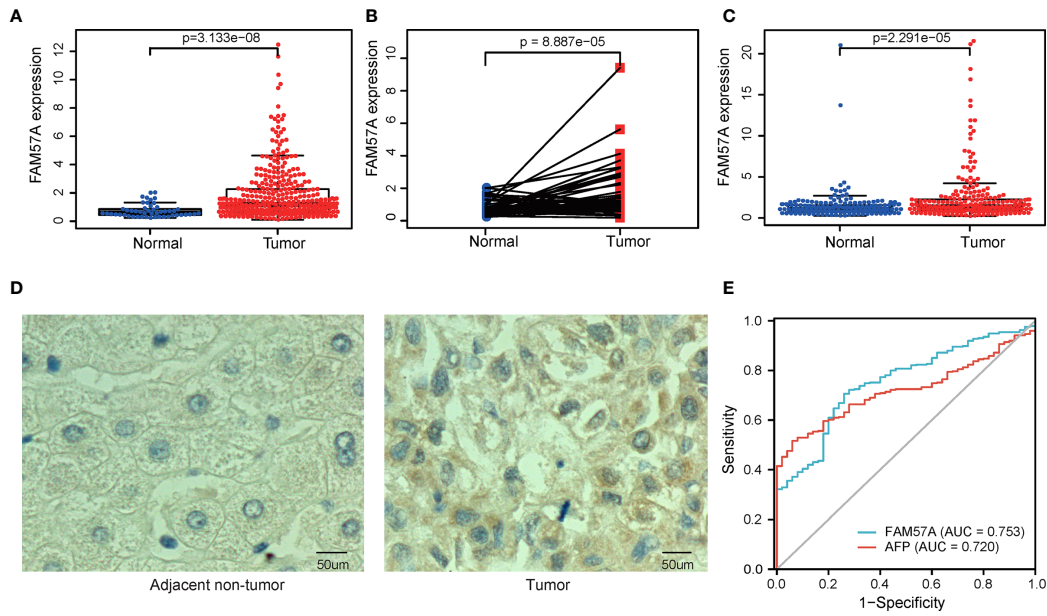 A
p=3.133e−08
FAM57A expression
12
10
8
6
4
2
0
Normal
Tumor
B
p = 8.887e−05
FAM57A expression
10
8
6
4
2
0
Normal
Tumor
C
p=2.291e−05
FAM57A expression
20
15
10
5
0
Normal
Tumor
D
50um
Adjacent non-tumor
50um
Tumor
E
Sensitivity
1.0
0.8
0.6
0.4
0.2
0.0
FAM57A (AUC = 0.753)
AFP (AUC = 0.720)
0.0 0.2 0.4 0.6 0.8 1.0
1−Specificity